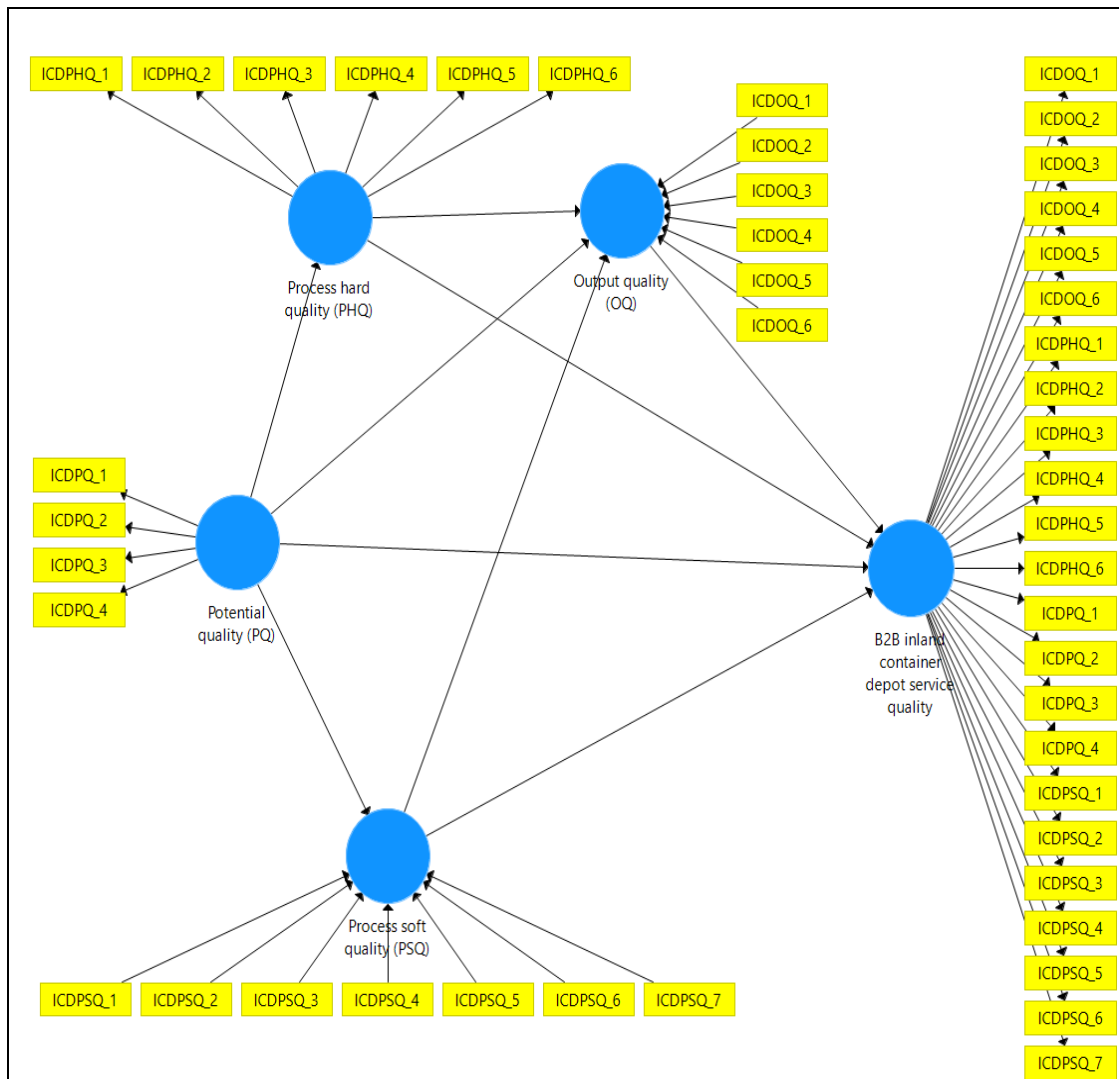 ICDPHQ_1
ICDPHQ_2
ICDPHQ_3
ICDPHQ_4
ICDPHQ_5
ICDPHQ_6
Process hard
quality (PHQ)
ICDOQ_1
ICDOQ_2
ICDOQ_3
ICDOQ_4
ICDOQ_5
ICDOQ_6
Output quality
(OQ)
ICDPQ_1
ICDPQ_2
ICDPQ_3
ICDPQ_4
Potential
quality (PQ)
B2B inland
container
depot service
quality
Process soft
quality (PSQ)
ICDPSQ_1
ICDPSQ_2
ICDPSQ_3
ICDPSQ_4
ICDPSQ_5
ICDPSQ_6
ICDPSQ_7
ICDOQ_1
ICDOQ_2
ICDOQ_3
ICDOQ_4
ICDOQ_5
ICDOQ_6
ICDPHQ_1
ICDPHQ_2
ICDPHQ_3
ICDPHQ_4
ICDPHQ_5
ICDPHQ_6
ICDPQ_1
ICDPQ_2
ICDPQ_3
ICDPQ_4
ICDPSQ_1
ICDPSQ_2
ICDPSQ_3
ICDPSQ_4
ICDPSQ_5
ICDPSQ_6
ICDPSQ_7